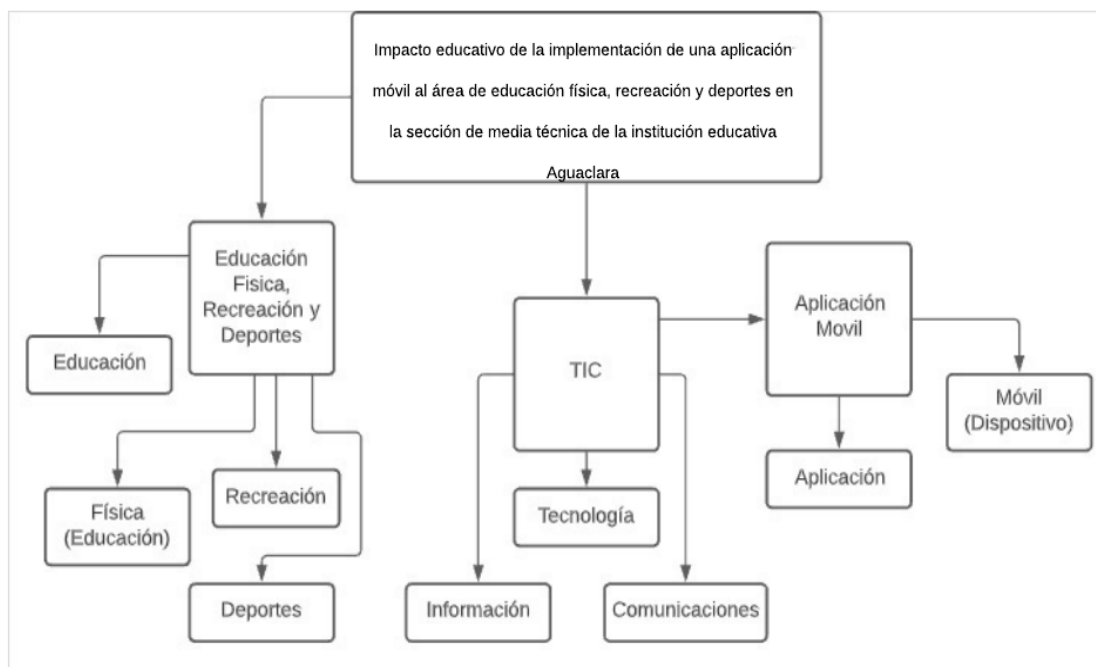 Impacto educativo de la implementación de una aplicación
móvil al área de educación física, recreación y deportes en
la sección de media técnica de la institución educativa
Aguaclara
Educación
Fisica,
Recreación y
Deportes
Educación
Física
(Educación)
Recreación
Deportes
TIC
Información
Tecnología
Comunicaciones
Aplicación
Movil
Aplicación
Móvil
(Dispositivo)